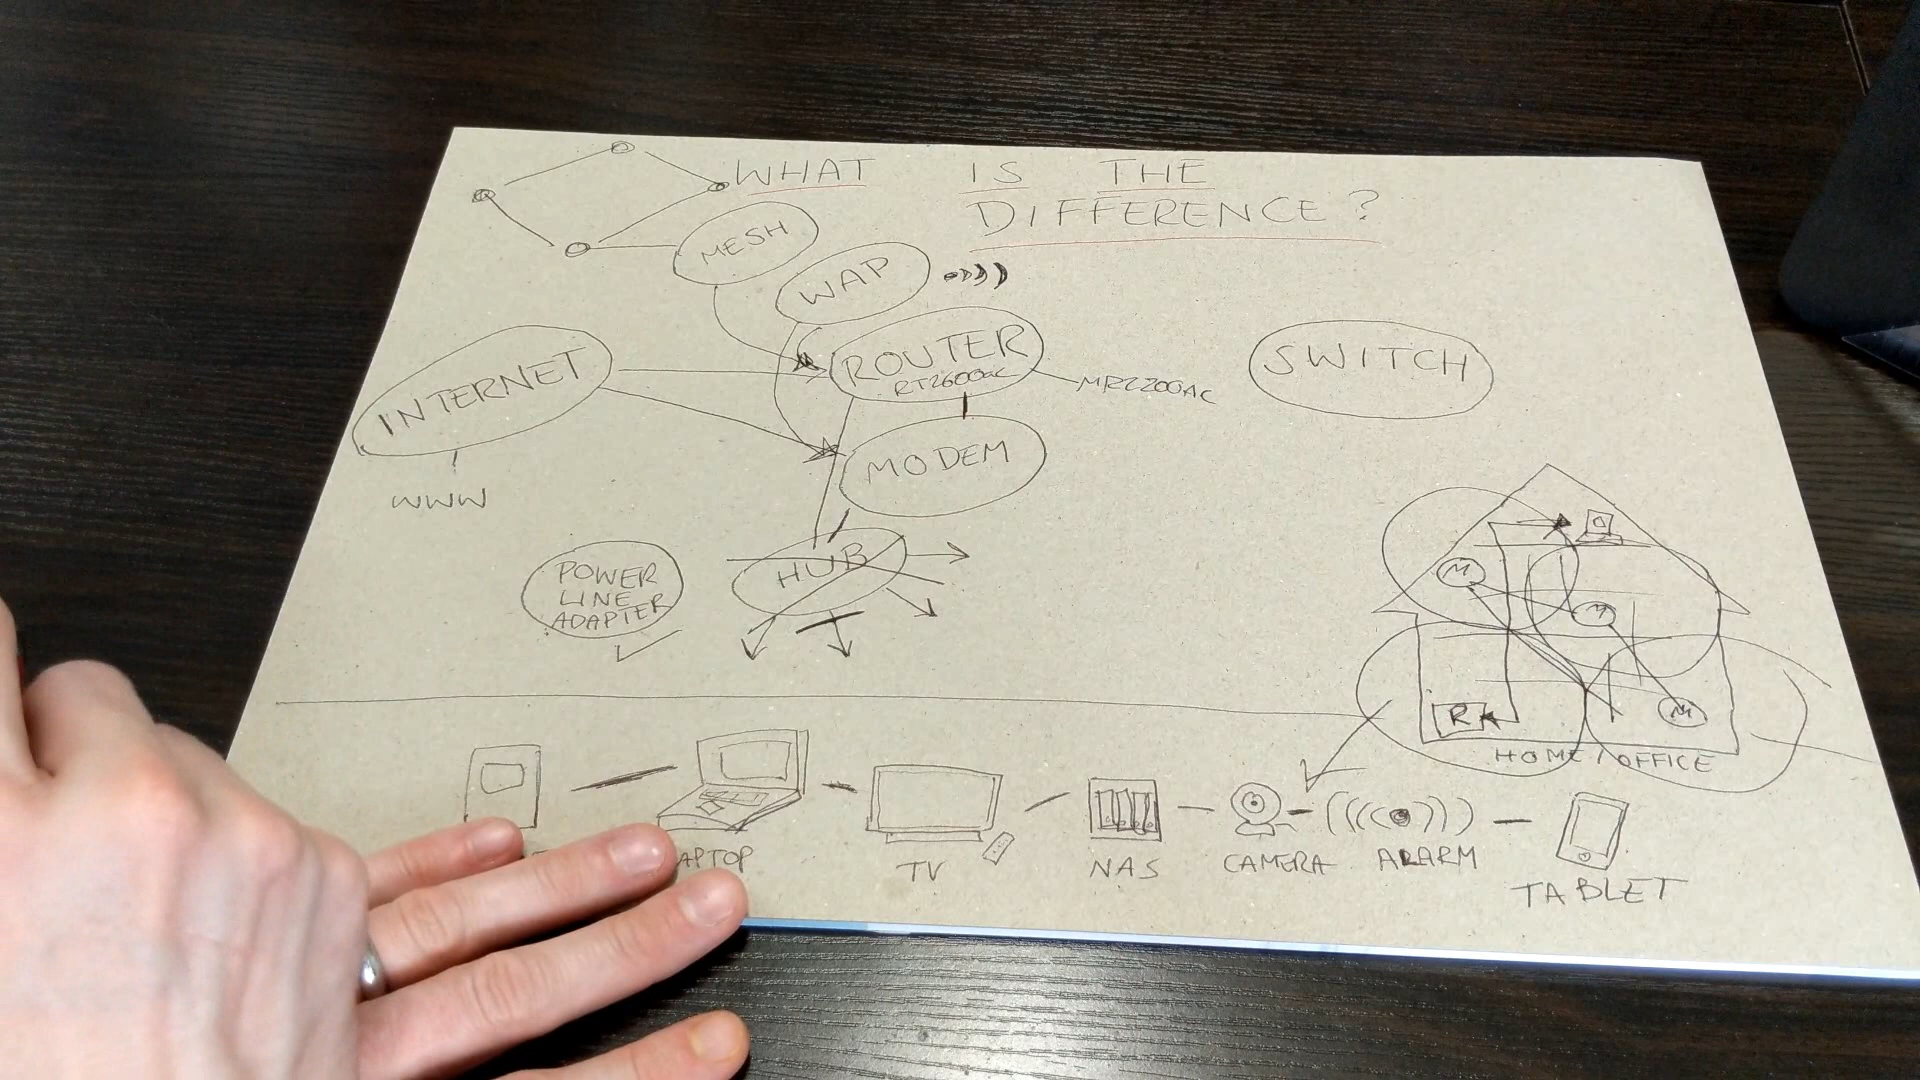 WHAT IS THE
DIFFERENCE?
MESH
WAP
ROUTER
RT2600ac
MR2200AC
SWITCH
INTERNET
WWW
MODEM
HUB
POWER
LINE
ADAPTER
M
M
R
M
HOME / OFFICE
APTOP
TV
NAS
CAMERA
ALARM
TABLET